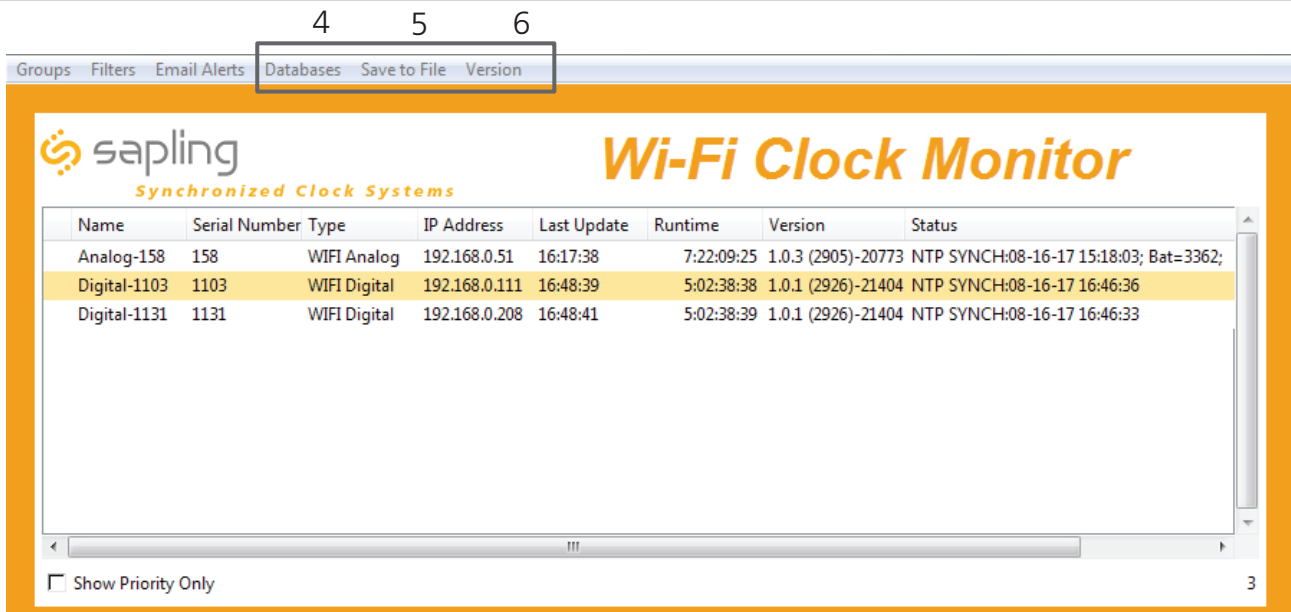 4 5 6
Groups Filters Email Alerts Databases Save to File Version
sapling
Synchronized Clock Systems
Wi-Fi Clock Monitor
Name Serial Number Type IP Address Last Update Runtime Version Status
Analog-158 158 WIFI Analog 192.168.0.51 16:17:38 7:22:09:25 1.0.3 (2905)-20773 NTP SYNCH:08-16-17 15:18:03; Bat=3362;
Digital-1103 1103 WIFI Digital 192.168.0.111 16:48:39 5:02:38:38 1.0.1 (2926)-21404 NTP SYNCH:08-16-17 16:46:36
Digital-1131 1131 WIFI Digital 192.168.0.208 16:48:41 5:02:38:39 1.0.1 (2926)-21404 NTP SYNCH:08-16-17 16:46:33
Show Priority Only 3